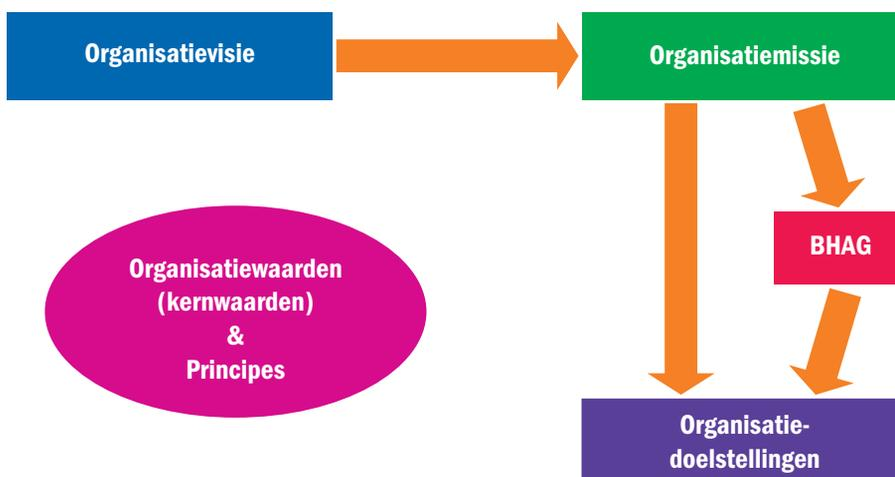 Organisatievisie
Organisatiemissie
Organisatiewaarden
(kernwaarden)
&
Principes
BHAG
Organisatie-
doelstellingen